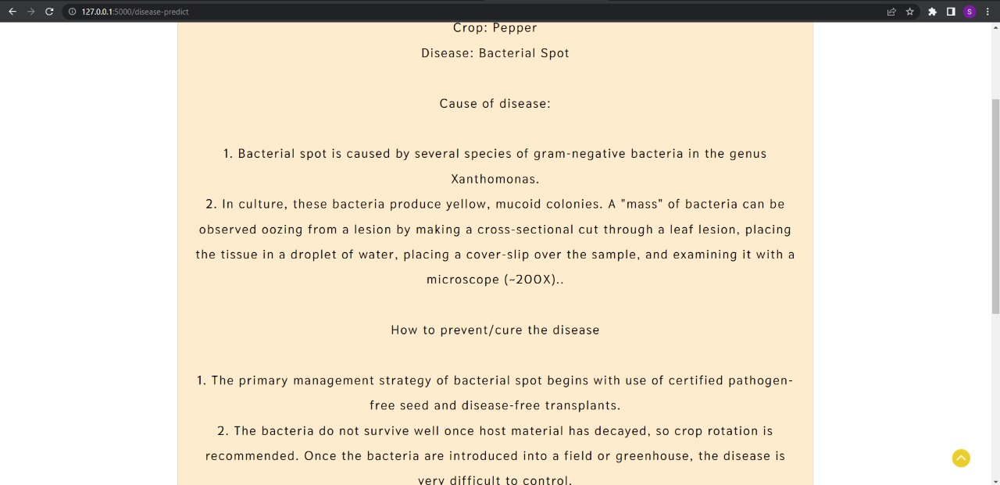 127.0.0.1:5000/disease-predict
S
Crop: Pepper
Disease: Bacterial Spot
Cause of disease:
1. Bacterial spot is caused by several species of gram-negative bacteria in the genus
Xanthomonas.
2. In culture, these bacteria produce yellow, mucoid colonies. A "mass" of bacteria can be
observed oozing from a lesion by making a cross-sectional cut through a leaf lesion, placing
the tissue in a droplet of water, placing a cover-slip over the sample, and examining it with a
microscope (~200X)..
How to prevent/cure the disease
1. The primary management strategy of bacterial spot begins with use of certified pathogen-
free seed and disease-free transplants.
2. The bacteria do not survive well once host material has decayed, so crop rotation is
recommended. Once the bacteria are introduced into a field or greenhouse, the disease is
very difficult to control.